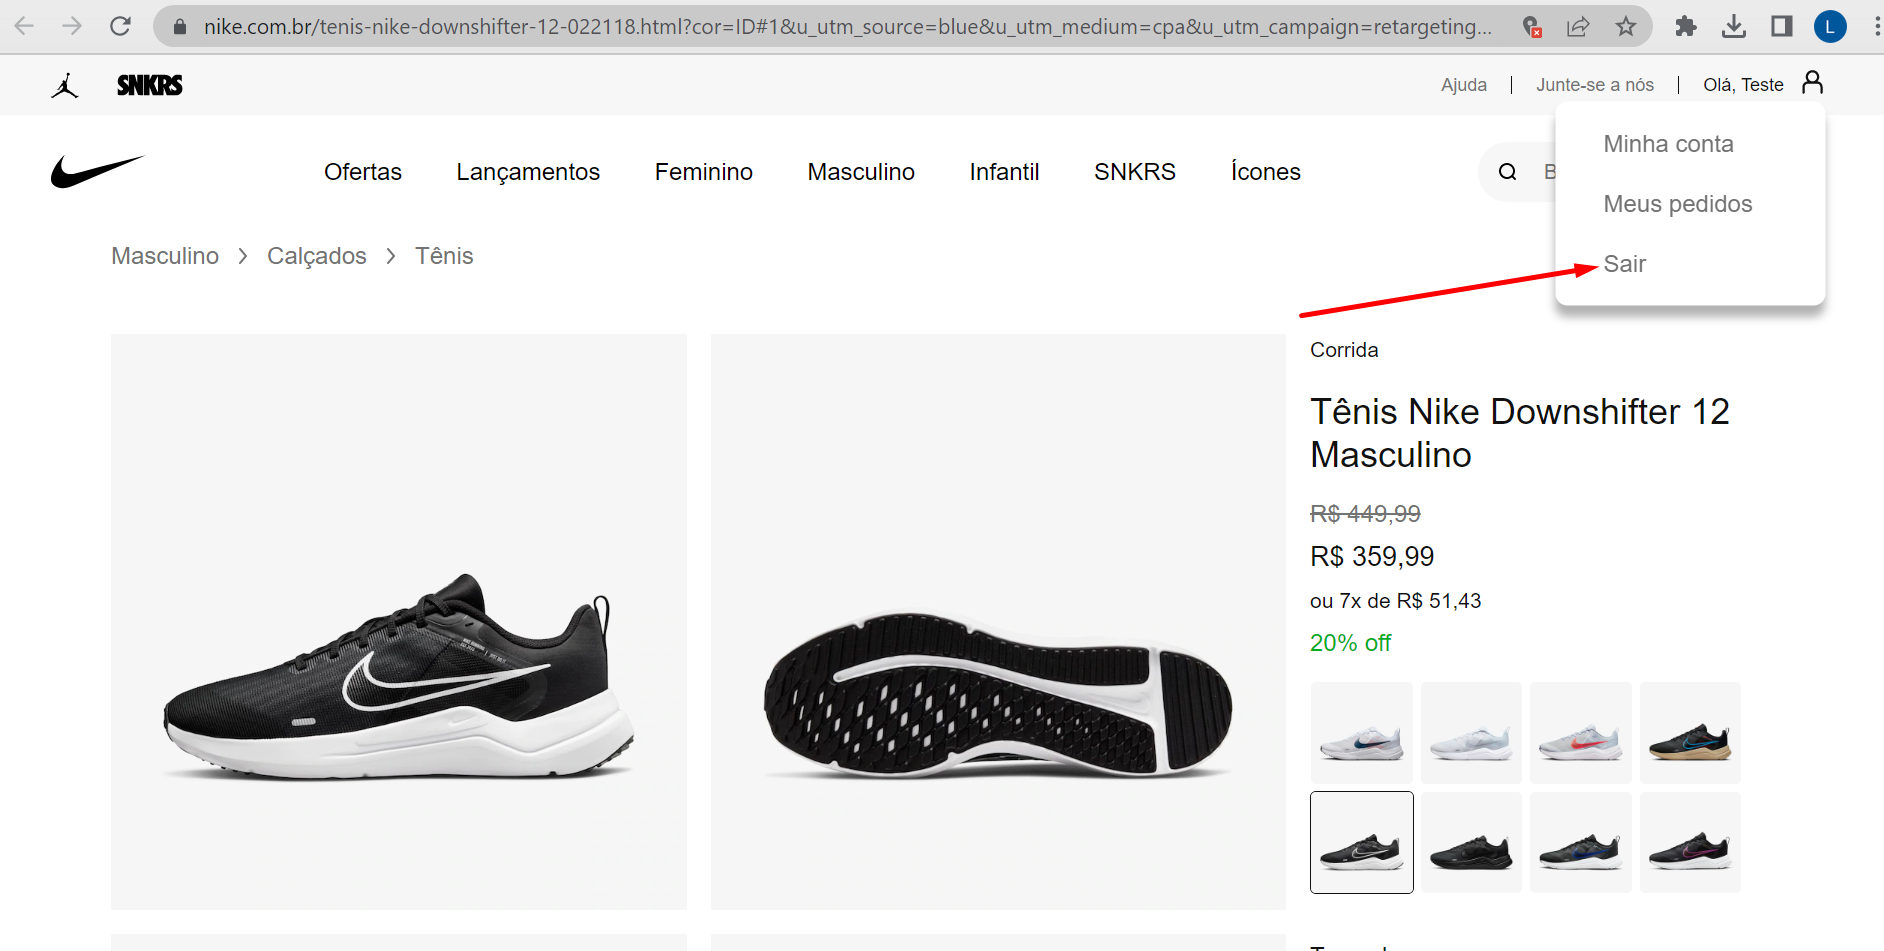 nike.com.br/tenis-nike-downshifter-12-022118.html?cor=ID#1&u_utm_source=blue&u_utm_medium=cpa&u_utm_campaign=retargeting...
L
SNKRS
Ajuda
Junte-se a nós
Olá, Teste
Minha conta
Meus pedidos
Sair
Ofertas
Lançamentos
Feminino
Masculino
Infantil
SNKRS
Ícones
B
Masculino > Calçados > Tênis
Corrida
Tênis Nike Downshifter 12
Masculino
R$ 449,99
R$ 359,99
ou 7x de R$ 51,43
20% off